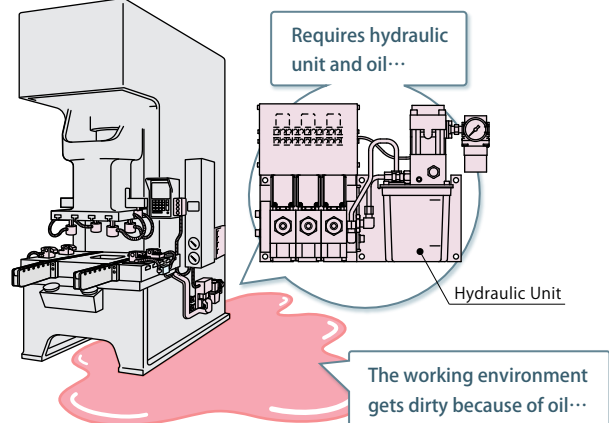 Requires hydraulic
unit and oil⋯
Hydraulic Unit
The working environment
gets dirty because of oil⋯